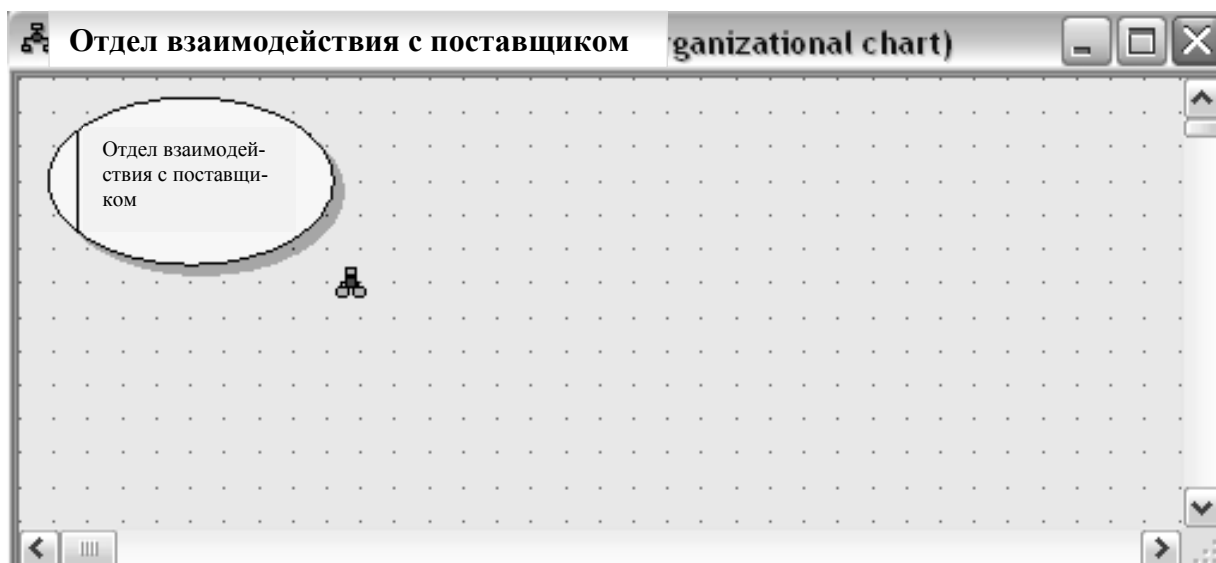 Отдел взаимодействия с поставщиком ganizational chart)
Отдел взаимодей-
ствия с поставщи-
ком